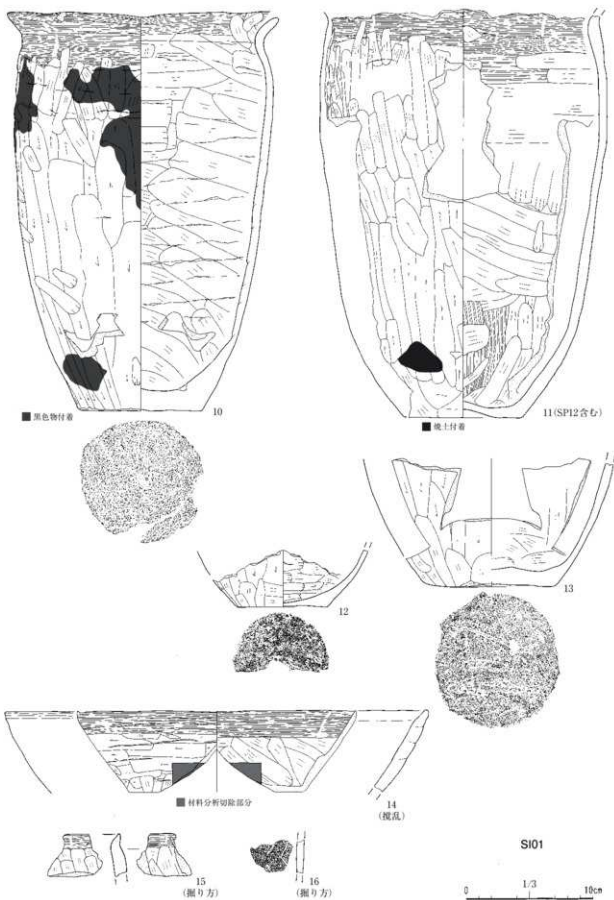 ■ 黒色物付着
10
■ 焼土付着
11(SP12含む)
12
13
■ 材料分析切除部分
14
(撹乱)
15
(掘り方)
16
(掘り方)
SI01
0 1/3 10cm